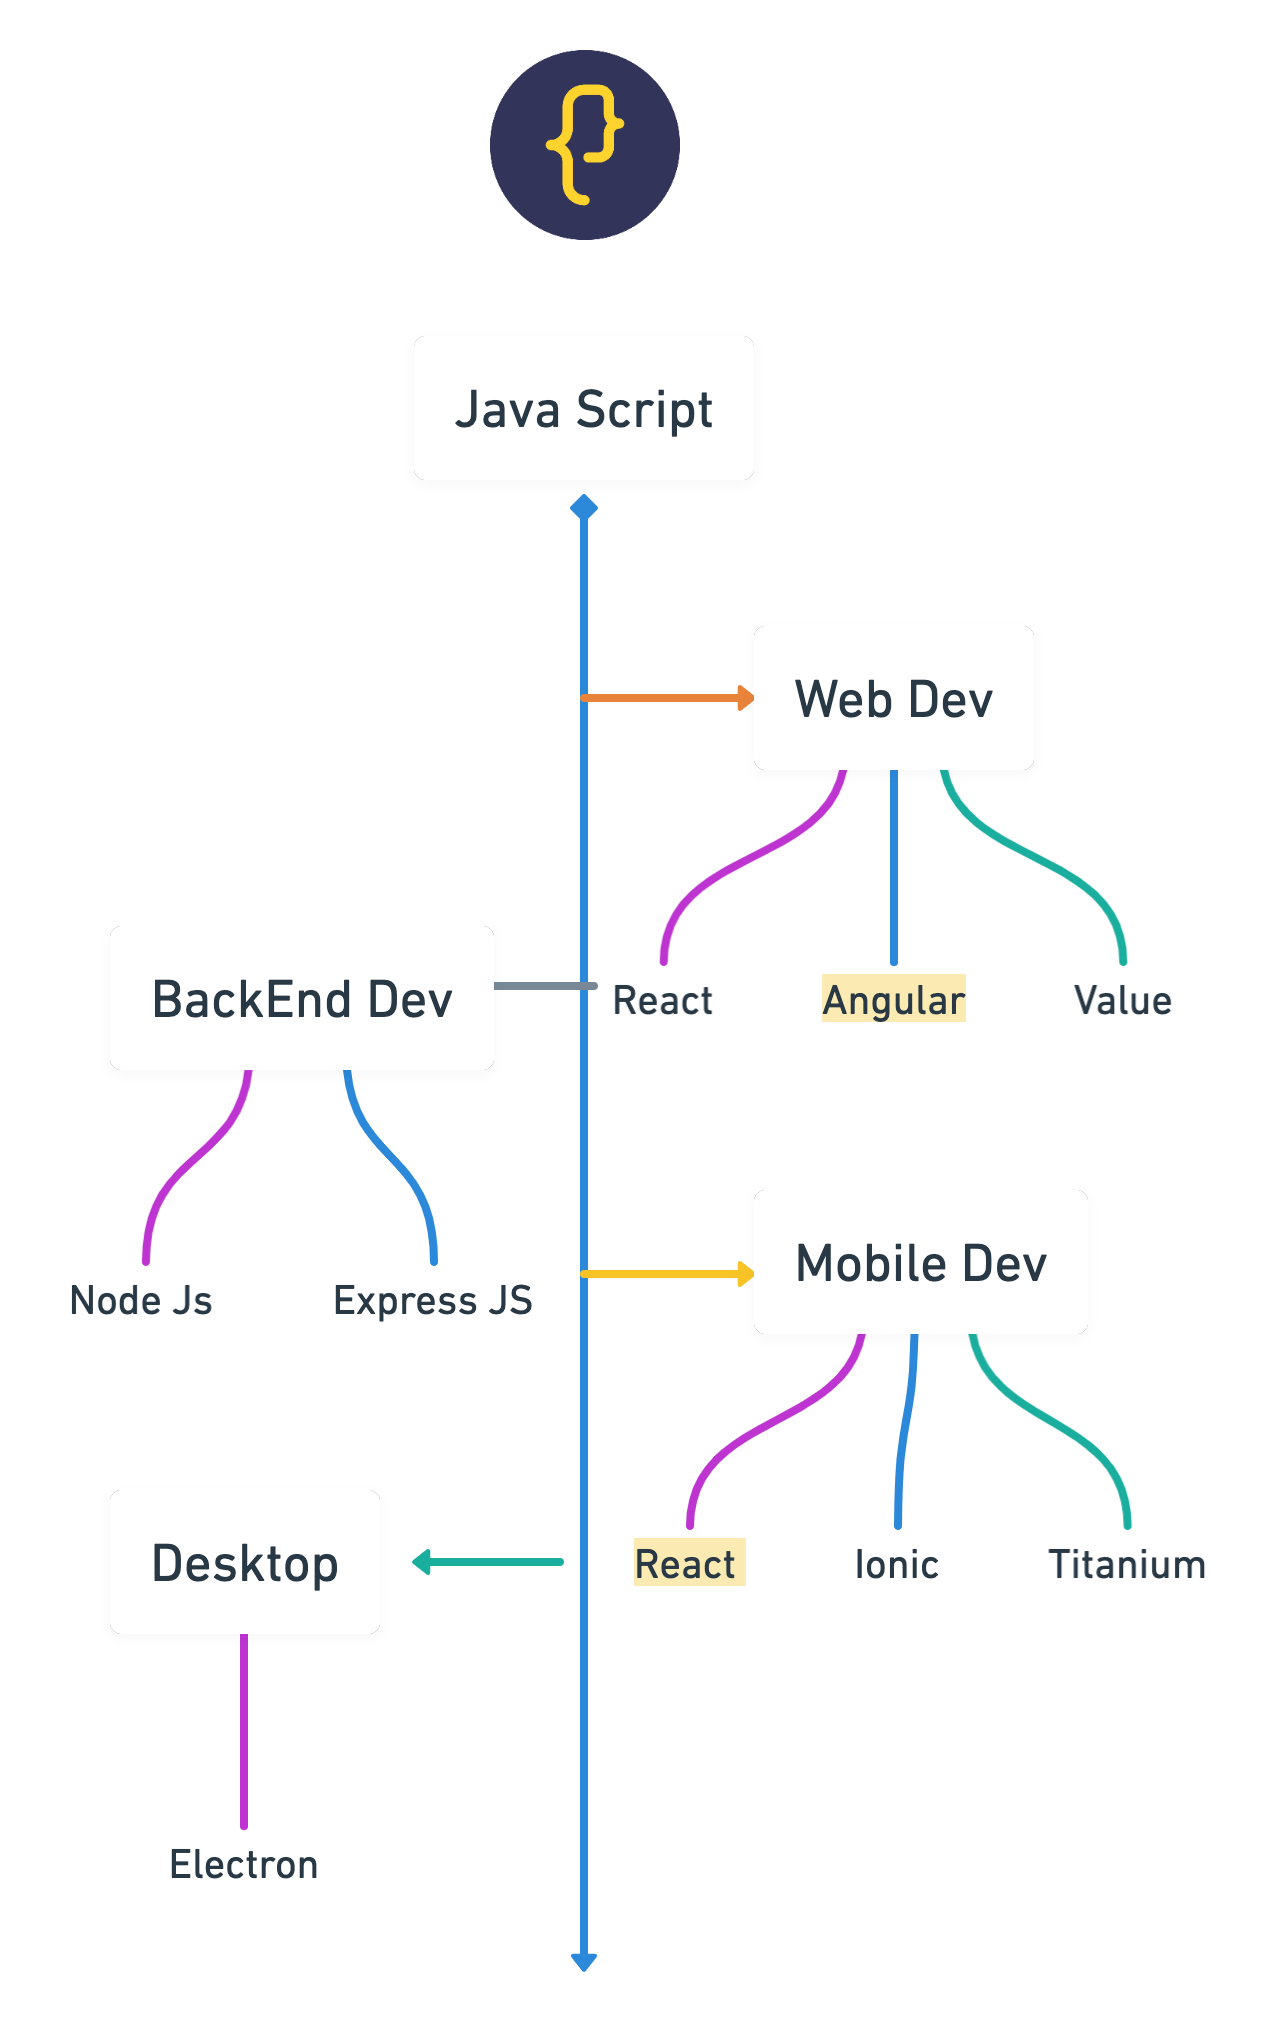 Java Script
Web Dev
React
Angular
Value
BackEnd Dev
Node Js
Express JS
Mobile Dev
React
Ionic
Titanium
Desktop
Electron